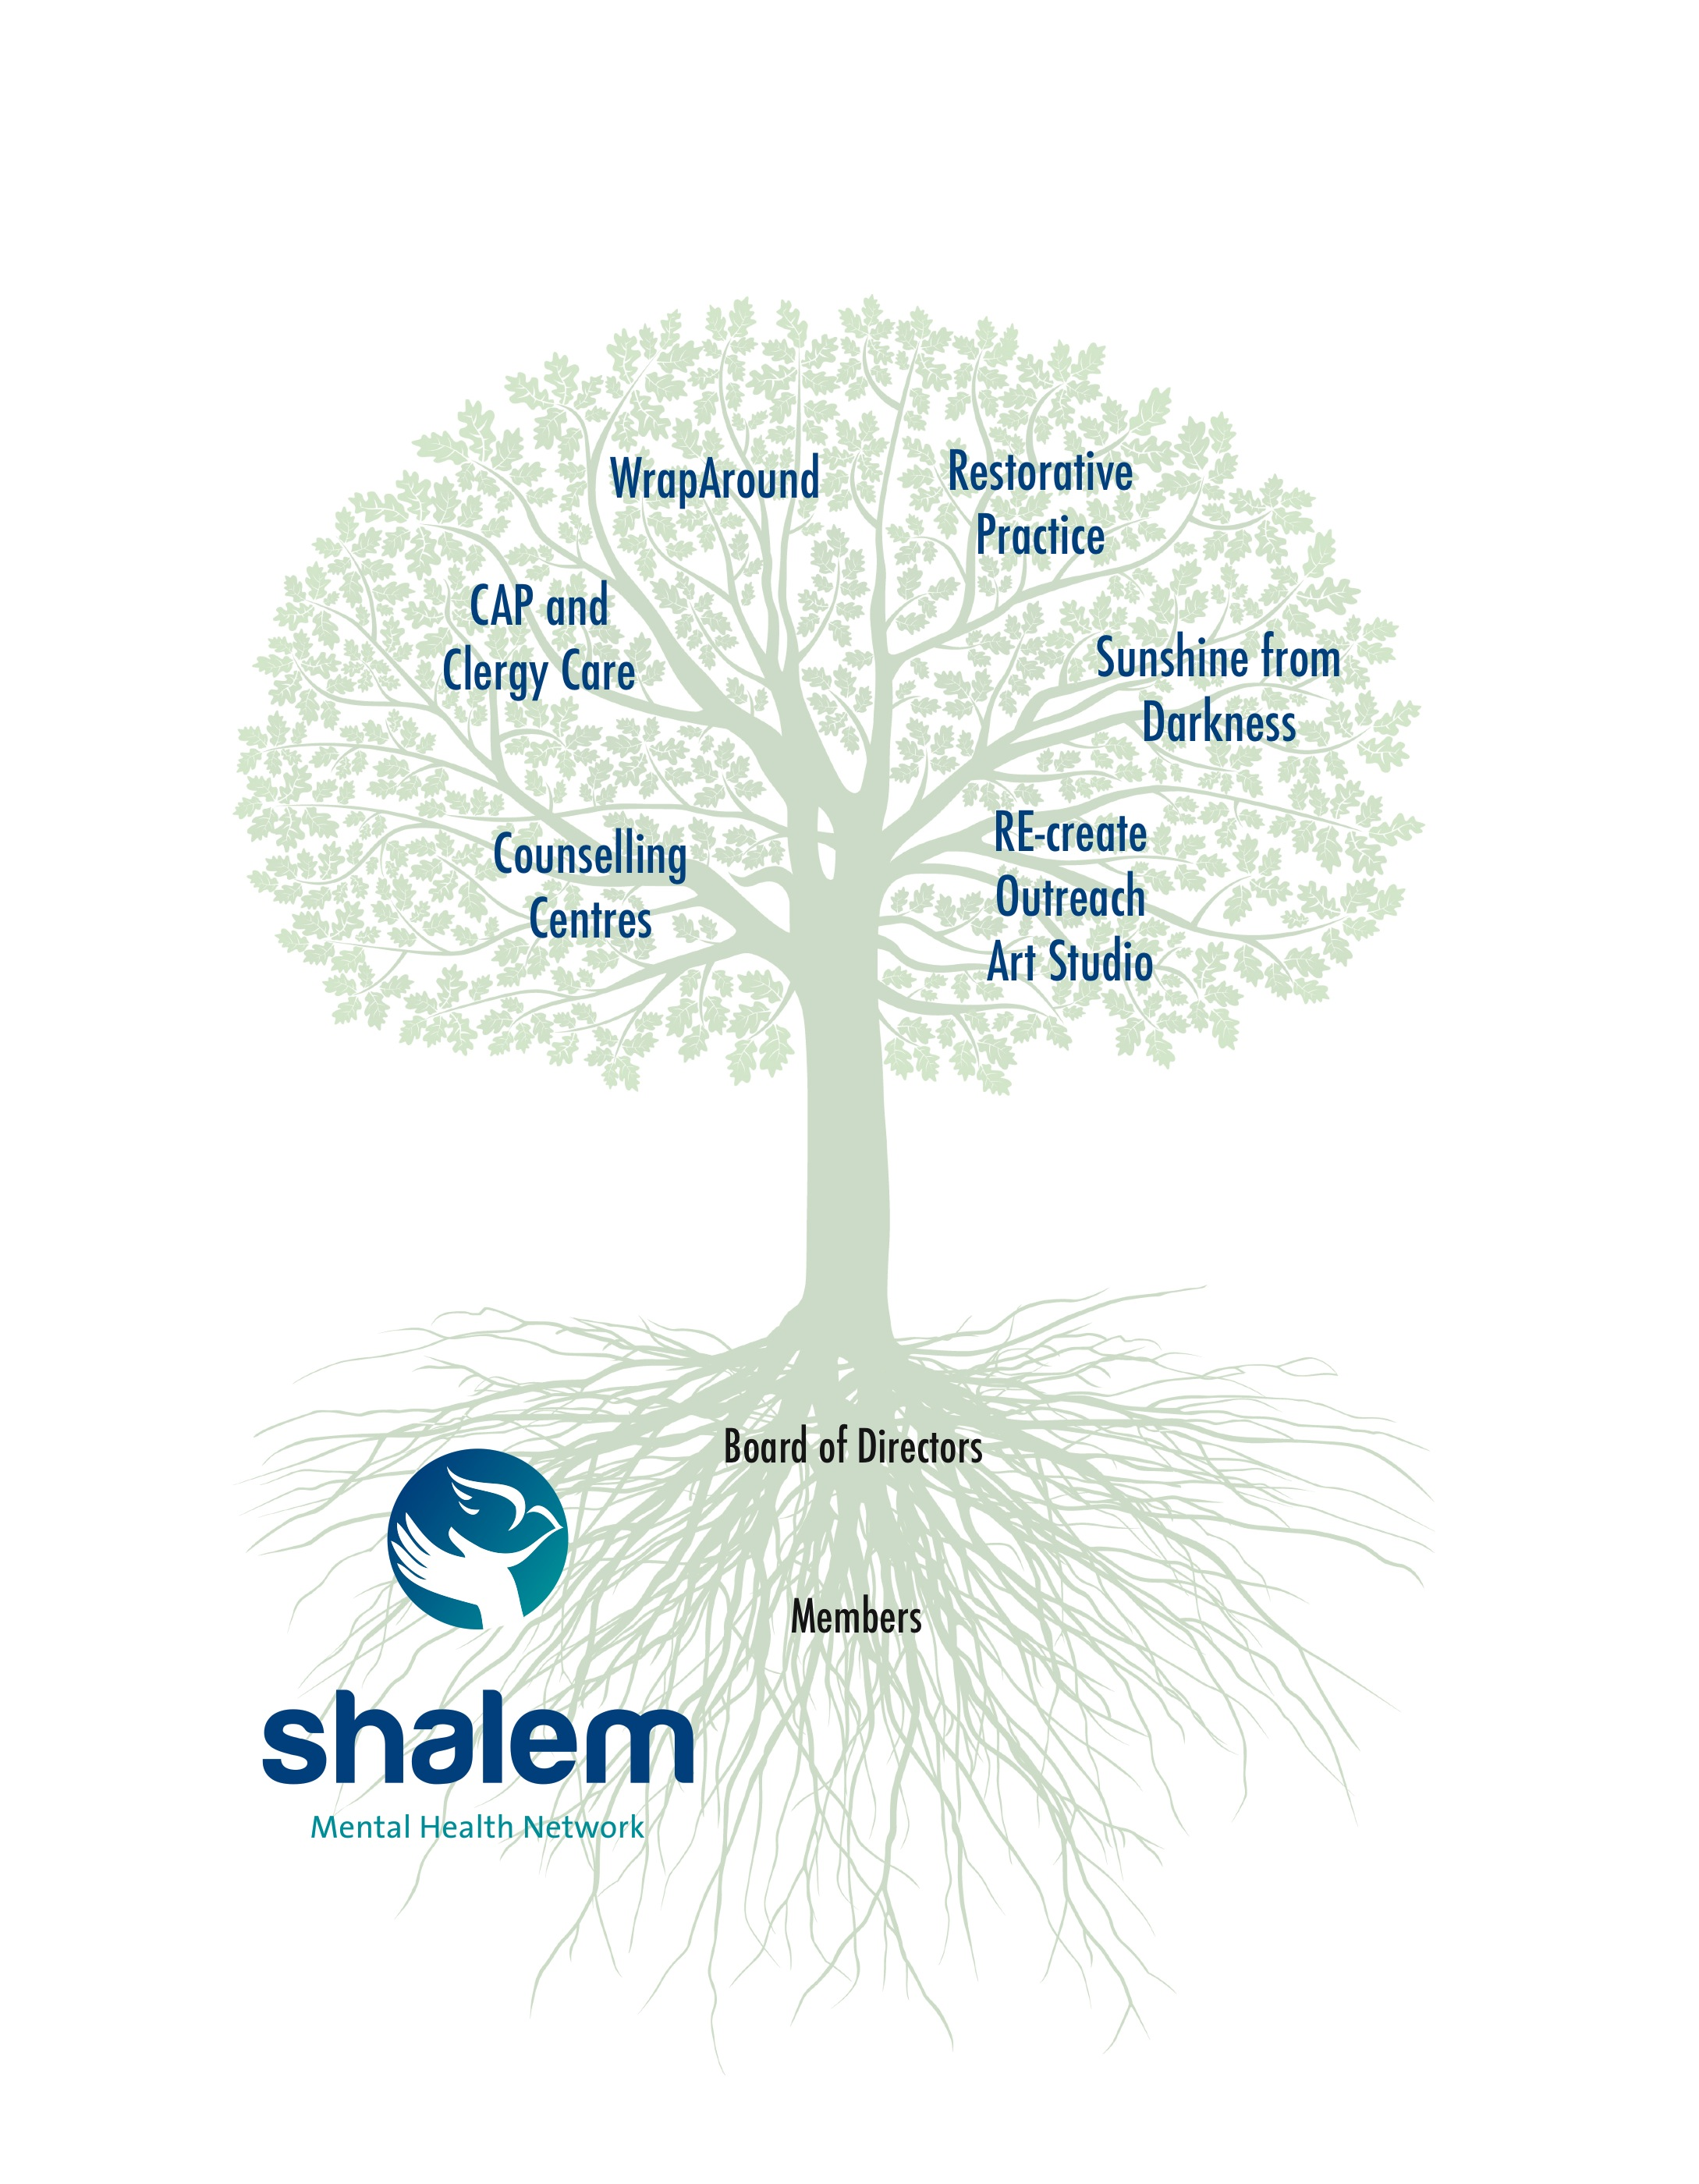 WrapAround
Restorative
Practice
CAP and
Clergy Care
Sunshine from
Darkness
Counselling
Centres
RE-create
Outreach
Art Studio
Board of Directors
Members
shalem
Mental Health Network